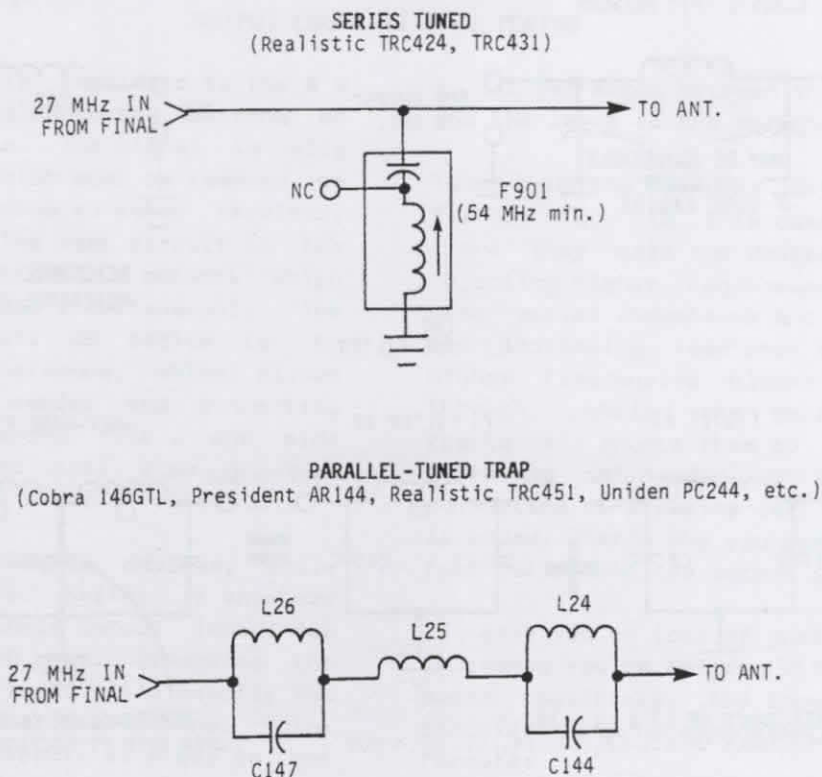 SERIES TUNED
(Realistic TRC424, TRC431)
27 MHz IN
FROM FINAL
TO ANT.
NC
F901
(54 MHz min.)
PARALLEL-TUNED TRAP
(Cobra 146GTL, President AR144, Realistic TRC451, Uniden PC244, etc.)
L26
L25
L24
27 MHz IN
FROM FINAL
TO ANT.
C147
C144